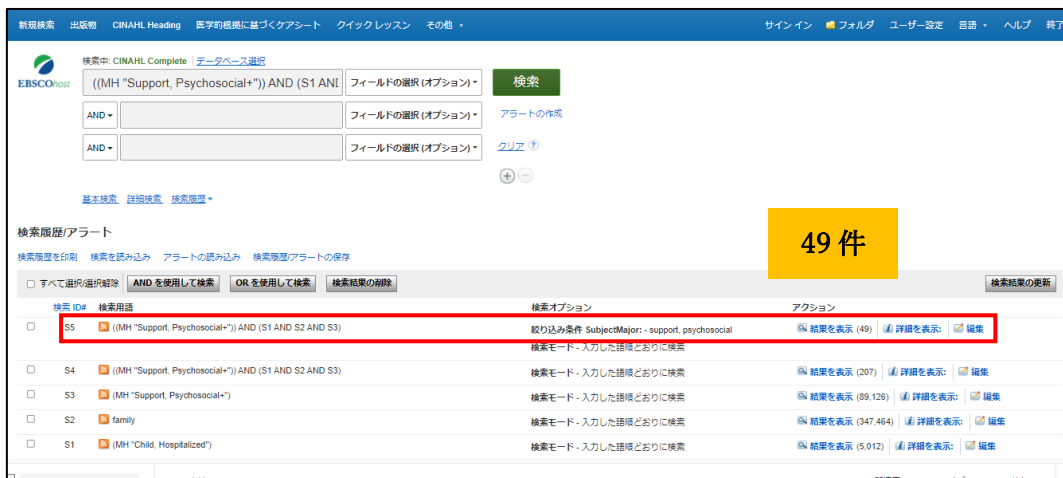 新規検索 出版物 CINAHL Heading 医学的根拠に基づくケアシート クイック レッスン その他 サイン イン フォルダ ユーザー設定 言語 ヘルプ 終了
検索中: CINAHL Complete データベース選択
EBSCOhost ((MH "Support, Psychosocial+")) AND (S1 ANI フィールドの選択 (オプション) 検索
AND フィールドの選択 (オプション) アラートの作成
AND フィールドの選択 (オプション) クリア ?
基本検索 詳細検索 検索履歴
検索履歴/アラート
49 件
検索履歴を印刷 検索を読み込み アラートの読み込み 検索履歴/アラートの保存
すべて選択/選択解除 AND を使用して検索 OR を使用して検索 検索結果の削除 検索結果の更新
検索 ID# 検索用語 検索オプション アクション
S5 ((MH "Support, Psychosocial+")) AND (S1 AND S2 AND S3) 絞り込み条件 SubjectMajor: - support, psychosocial 結果を表示 (49) 詳細を表示: 編集
検索モード - 入力した語順どおりに検索
S4 ((MH "Support, Psychosocial+")) AND (S1 AND S2 AND S3) 検索モード - 入力した語順どおりに検索 結果を表示 (207) 詳細を表示: 編集
S3 (MH "Support, Psychosocial+") 検索モード - 入力した語順どおりに検索 結果を表示 (89,126) 詳細を表示: 編集
S2 family 検索モード - 入力した語順どおりに検索 結果を表示 (347,464) 詳細を表示: 編集
S1 (MH "Child, Hospitalized") 検索モード - 入力した語順どおりに検索 結果を表示 (5,012) 詳細を表示: 編集